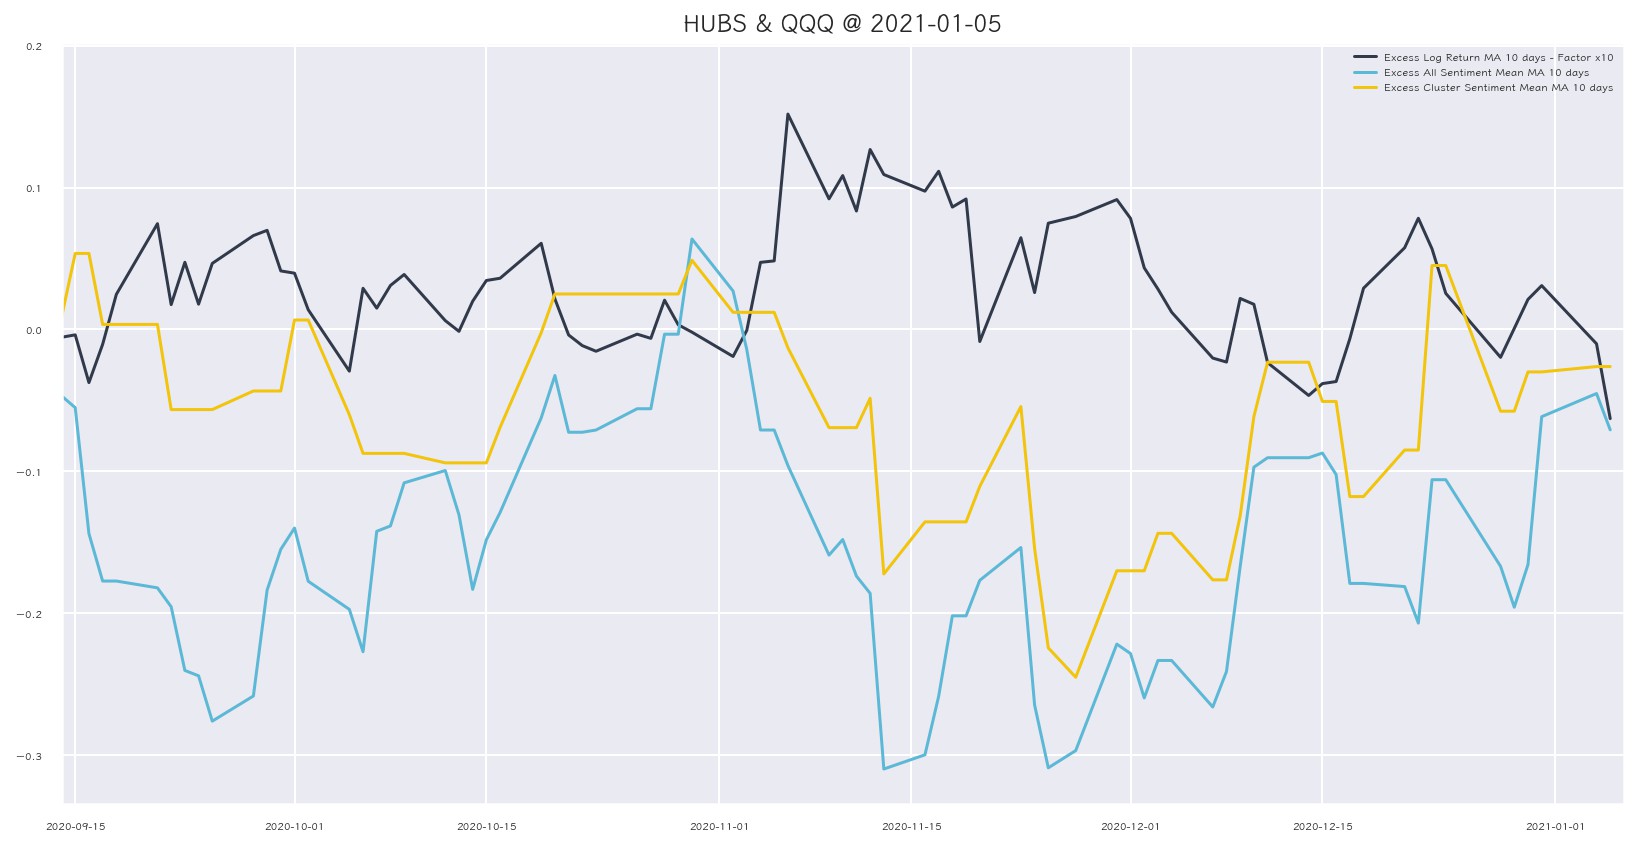 HUBS & QQQ @ 2021-01-05
0.2
0.1
0.0
−0.1
−0.2
−0.3
Excess Log Return MA 10 days - Factor x10
Excess All Sentiment Mean MA 10 days
Excess Cluster Sentiment Mean MA 10 days
2020-09-15 2020-10-01 2020-10-15 2020-11-01 2020-11-15 2020-12-01 2020-12-15 2021-01-01